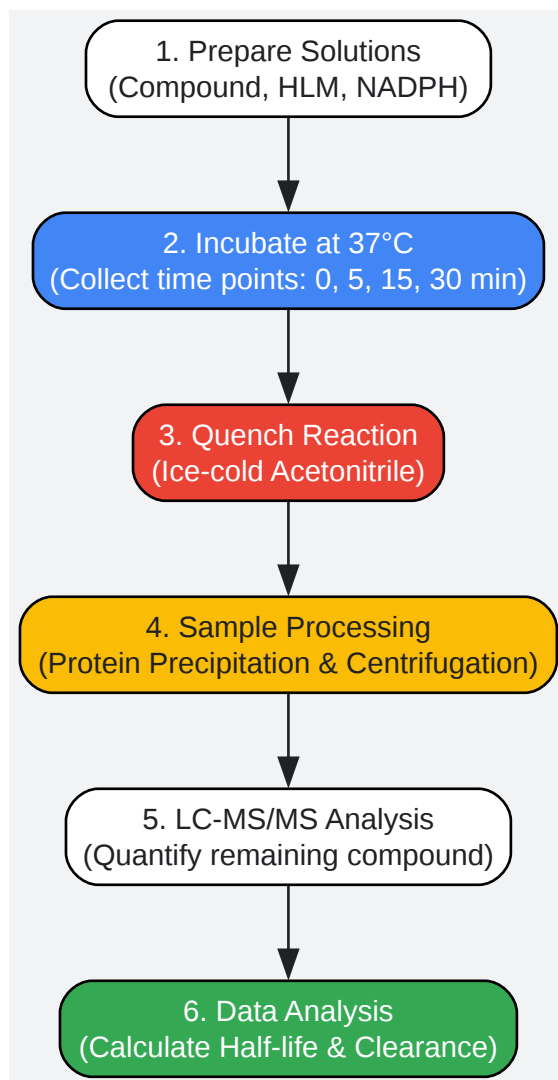 1. Prepare Solutions
(Compound, HLM, NADPH)
2. Incubate at 37°C
(Collect time points: 0, 5, 15, 30 min)
3. Quench Reaction
(Ice-cold Acetonitrile)
4. Sample Processing
(Protein Precipitation & Centrifugation)
5. LC-MS/MS Analysis
(Quantify remaining compound)
6. Data Analysis
(Calculate Half-life & Clearance)